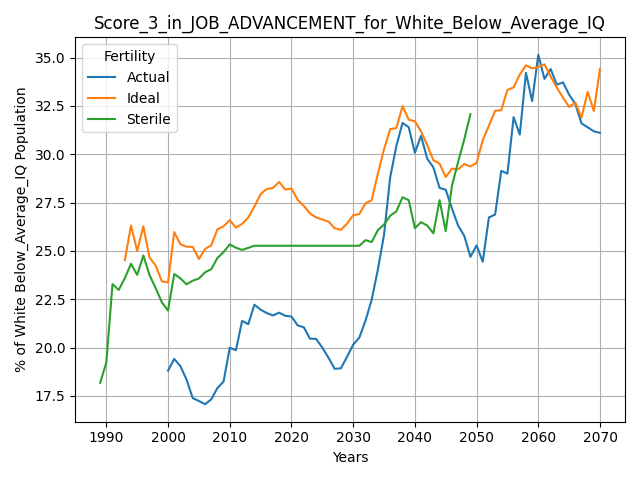 Score_3_in_JOB_ADVANCEMENT_for_White_Below_Average_IQ
Fertility
Actual
Ideal
Sterile
% of White Below_Average_IQ Population
35.0
32.5
30.0
27.5
25.0
22.5
20.0
17.5
1990 2000 2010 2020 2030 2040 2050 2060 2070
Years